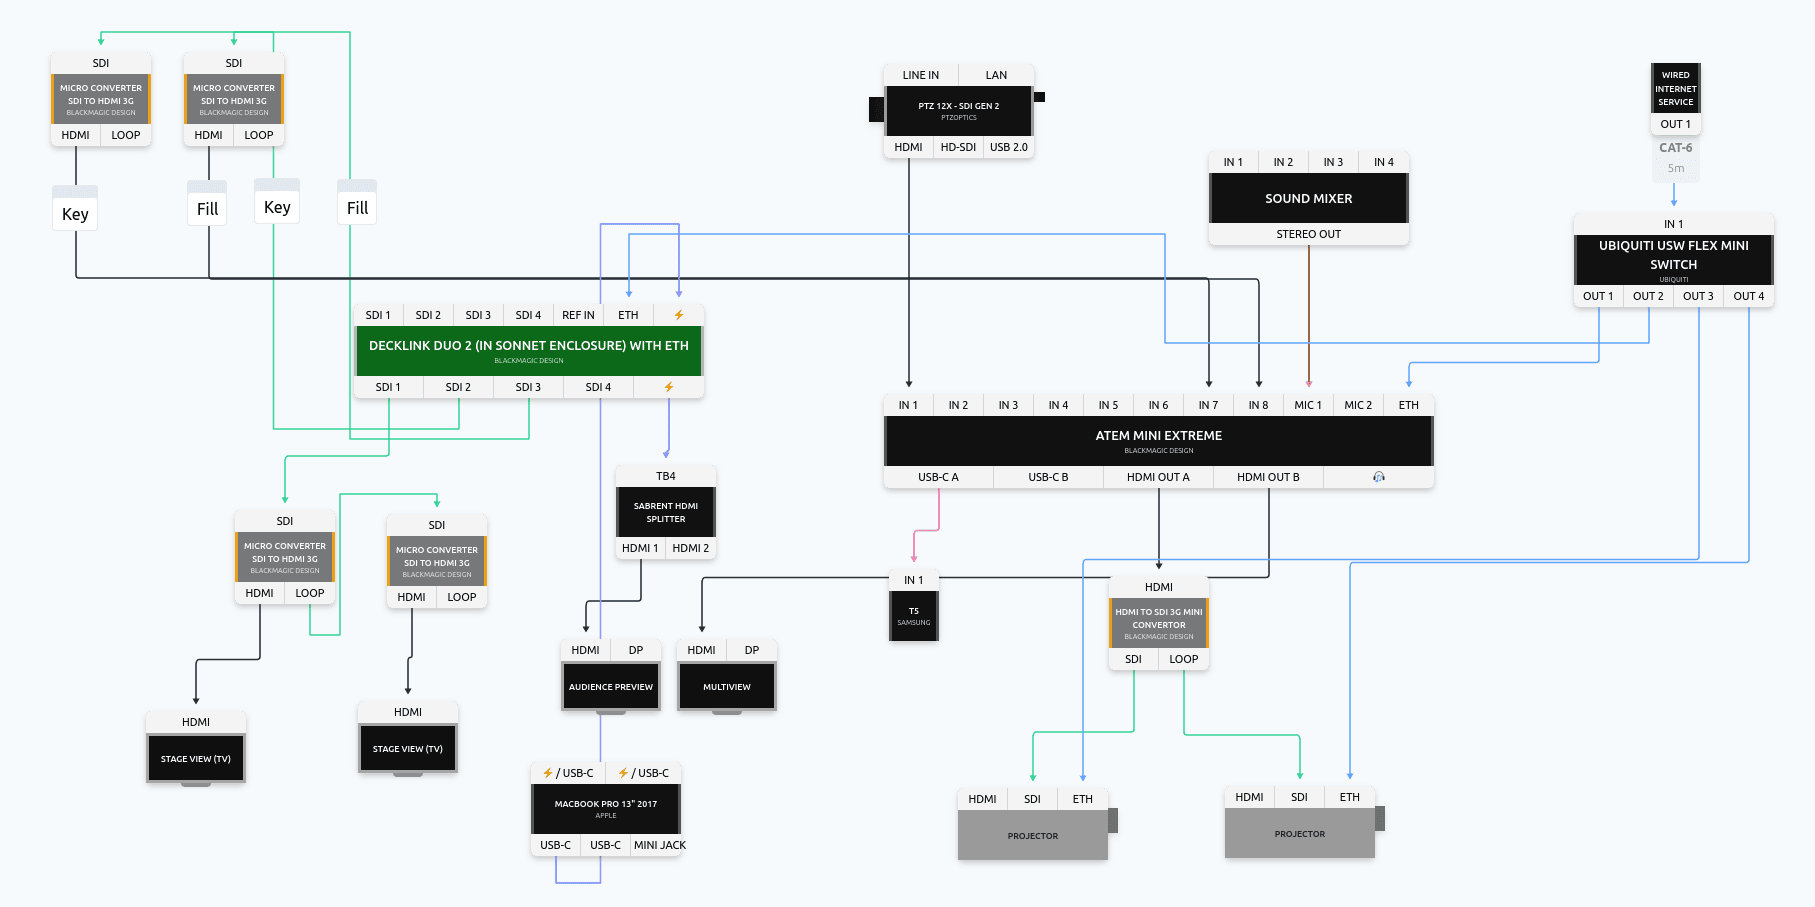 SDI
MICRO CONVERTER
SDI TO HDMI 3G
BLACKMAGIC DESIGN
HDMI LOOP
SDI
MICRO CONVERTER
SDI TO HDMI 3G
BLACKMAGIC DESIGN
HDMI LOOP
Key
Fill
Key
Fill
LINE IN LAN
PTZ 12X - SDI GEN 2
PTZOPTICS
HDMI HD-SDI USB 2.0
IN 1 IN 2 IN 3 IN 4
SOUND MIXER
STEREO OUT
WIRED
INTERNET
SERVICE
OUT 1
CAT-6
5m
IN 1
UBIQUITI USW FLEX MINI
SWITCH
UBIQUITI
OUT 1 OUT 2 OUT 3 OUT 4
SDI 1 SDI 2 SDI 3 SDI 4 REF IN ETH ⚡
DECKLINK DUO 2 (IN SONNET ENCLOSURE) WITH ETH
BLACKMAGIC DESIGN
SDI 1 SDI 2 SDI 3 SDI 4 ⚡
IN 1 IN 2 IN 3 IN 4 IN 5 IN 6 IN 7 IN 8 MIC 1 MIC 2 ETH
ATEM MINI EXTREME
BLACKMAGIC DESIGN
USB-C A USB-C B HDMI OUT A HDMI OUT B 🎧
TB4
SABRENT HDMI
SPLITTER
HDMI 1 HDMI 2
SDI
MICRO CONVERTER
SDI TO HDMI 3G
BLACKMAGIC DESIGN
HDMI LOOP
SDI
MICRO CONVERTER
SDI TO HDMI 3G
BLACKMAGIC DESIGN
HDMI LOOP
IN 1
T5
SAMSUNG
HDMI
HDMI TO SDI 3G MINI
CONVERTOR
BLACKMAGIC DESIGN
SDI LOOP
HDMI DP
AUDIENCE PREVIEW
HDMI DP
MULTIVIEW
HDMI
STAGE VIEW (TV)
HDMI
STAGE VIEW (TV)
⚡ / USB-C ⚡ / USB-C
MACBOOK PRO 13" 2017
APPLE
USB-C USB-C MINI JACK
HDMI SDI ETH
PROJECTOR
HDMI SDI ETH
PROJECTOR